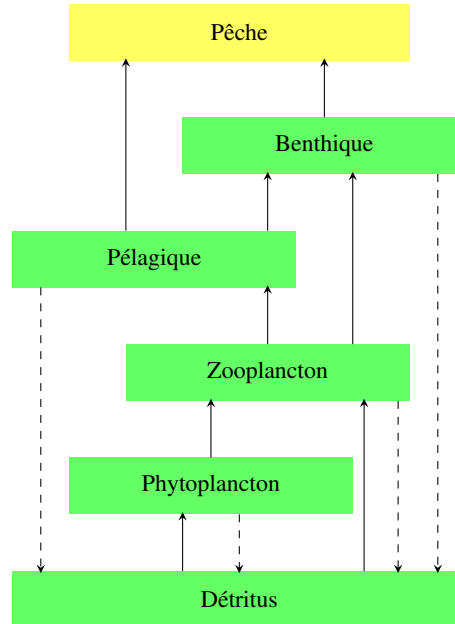 Pêche
Benthique
Pélagique
Zooplancton
Phytoplancton
Détritus